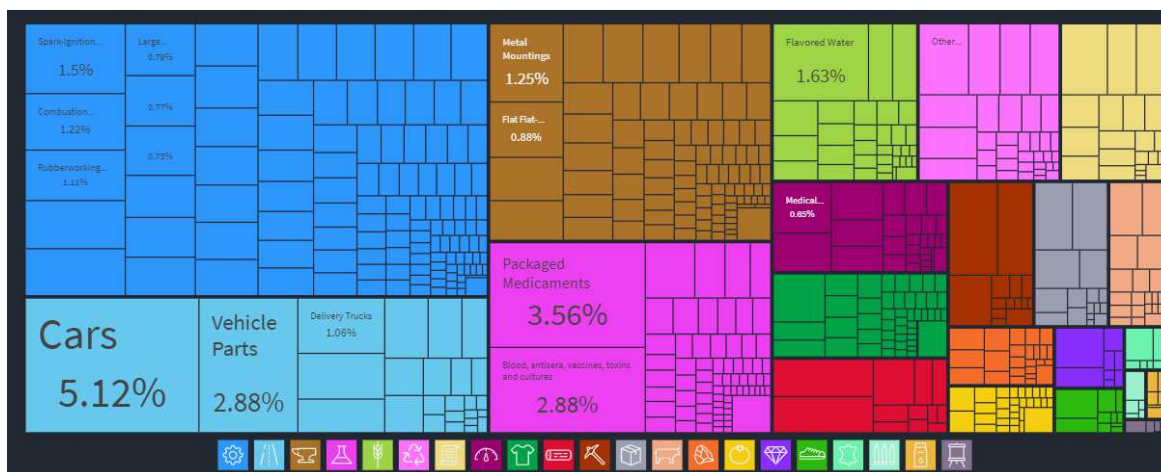 Spark-Ignition...
1.5%
Combustion...
1.22%
Rubberworking...
1.11%
Large...
0.79%
0.77%
0.73%
Cars
5.12%
Vehicle
Parts
2.88%
Delivery Trucks
1.06%
Metal
Mountings
1.25%
Flat Flat-...
0.88%
Packaged
Medicaments
3.56%
Blood, antisera, vaccines, toxins
and cultures
2.88%
Flavored Water
1.63%
Other...
Medical...
0.65%